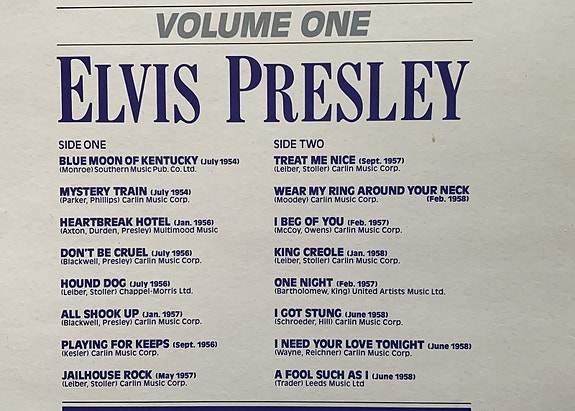 VOLUME ONE
ELVIS PRESLEY
SIDE ONE
BLUE MOON OF KENTUCKY (July 1954)
(Monroe) Southern Music Pub. Co. Ltd.
MYSTERY TRAIN (July 1954)
(Parker, Phillips) Carlin Music Corp.
HEARTBREAK HOTEL (Jan. 1956)
(Axton, Durden, Presley) Multimood Music
DON'T BE CRUEL (July 1956)
(Blackwell, Presley) Carlin Music Corp.
HOUND DOG (July 1956)
(Leiber, Stoller) Chappel-Morris Ltd.
ALL SHOOK UP (Jan. 1957)
(Blackwell, Presley) Carlin Music Corp.
PLAYING FOR KEEPS (Sept. 1956)
(Kesler) Carlin Music Corp.
JAILHOUSE ROCK (May 1957)
(Leiber, Stoller) Carlin Music Corp.
SIDE TWO
TREAT ME NICE (Sept. 1957)
(Leiber, Stoller) Carlin Music Corp.
WEAR MY RING AROUND YOUR NECK
(Moodey) Carlin Music Corp. (Feb. 1958)
I BEG OF YOU (Feb. 1957)
(McCoy, Owens) Carlin Music Corp.
KING CREOLE (Jan. 1958)
(Leiber, Stoller) Carlin Music Corp.
ONE NIGHT (Feb. 1957)
(Bartholomew, King) United Artists Music Ltd.
I GOT STUNG (June 1958)
(Schroeder, Hill) Carlin Music Corp.
I NEED YOUR LOVE TONIGHT (June 1958)
(Wayne, Reichner) Carlin Music Corp.
A FOOL SUCH AS I (June 1958)
(Trader) Leeds Music Ltd